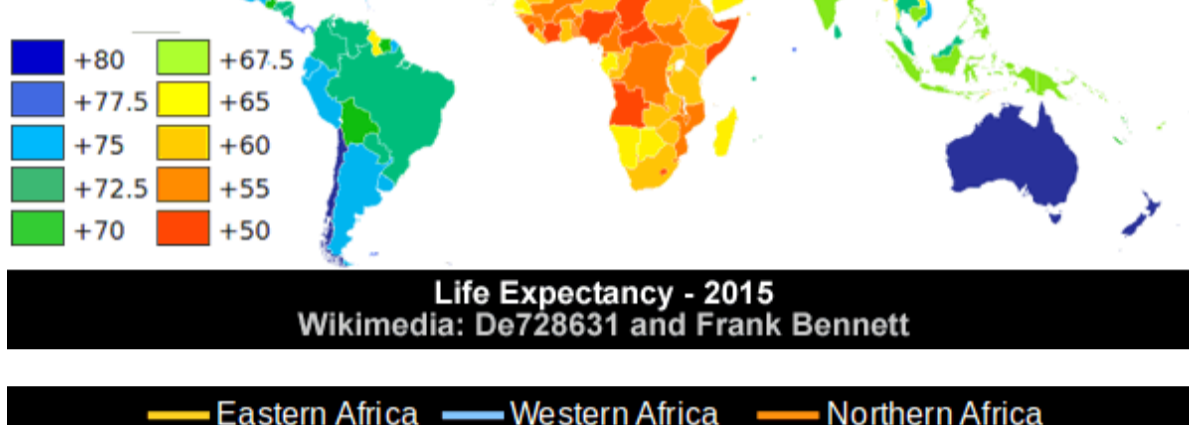 +80 +67.5
+77.5 +65
+75 +60
+72.5 +55
+70 +50
Life Expectancy - 2015
Wikimedia: De728631 and Frank Bennett
Eastern Africa Western Africa Northern Africa